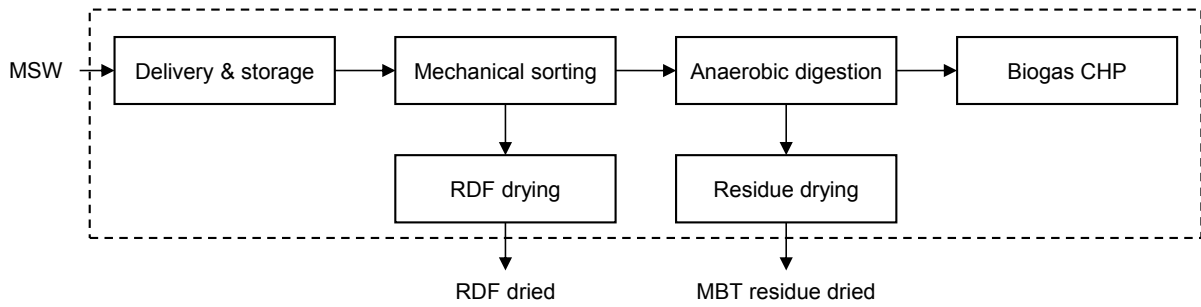 MSW
Delivery & storage
Mechanical sorting
Anaerobic digestion
Biogas CHP
RDF drying
Residue drying
RDF dried
MBT residue dried